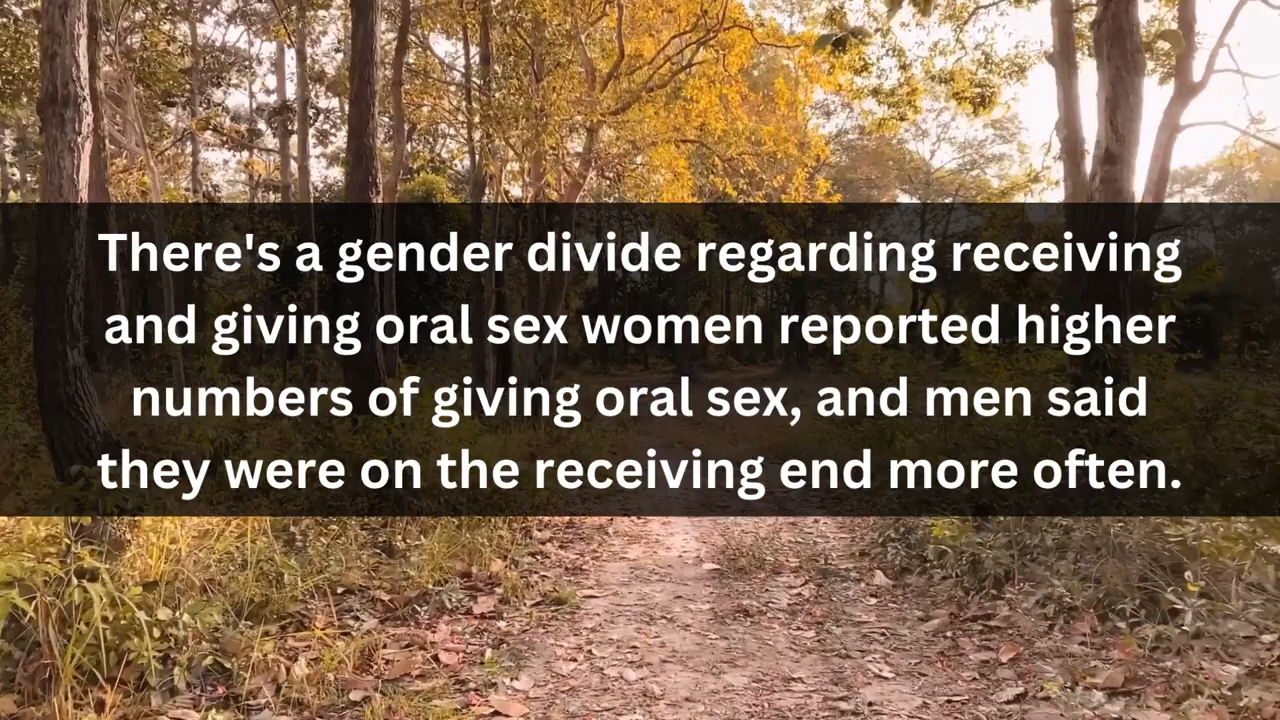 There's a gender divide regarding receiving
and giving oral sex women reported higher
numbers of giving oral sex, and men said
they were on the receiving end more often.